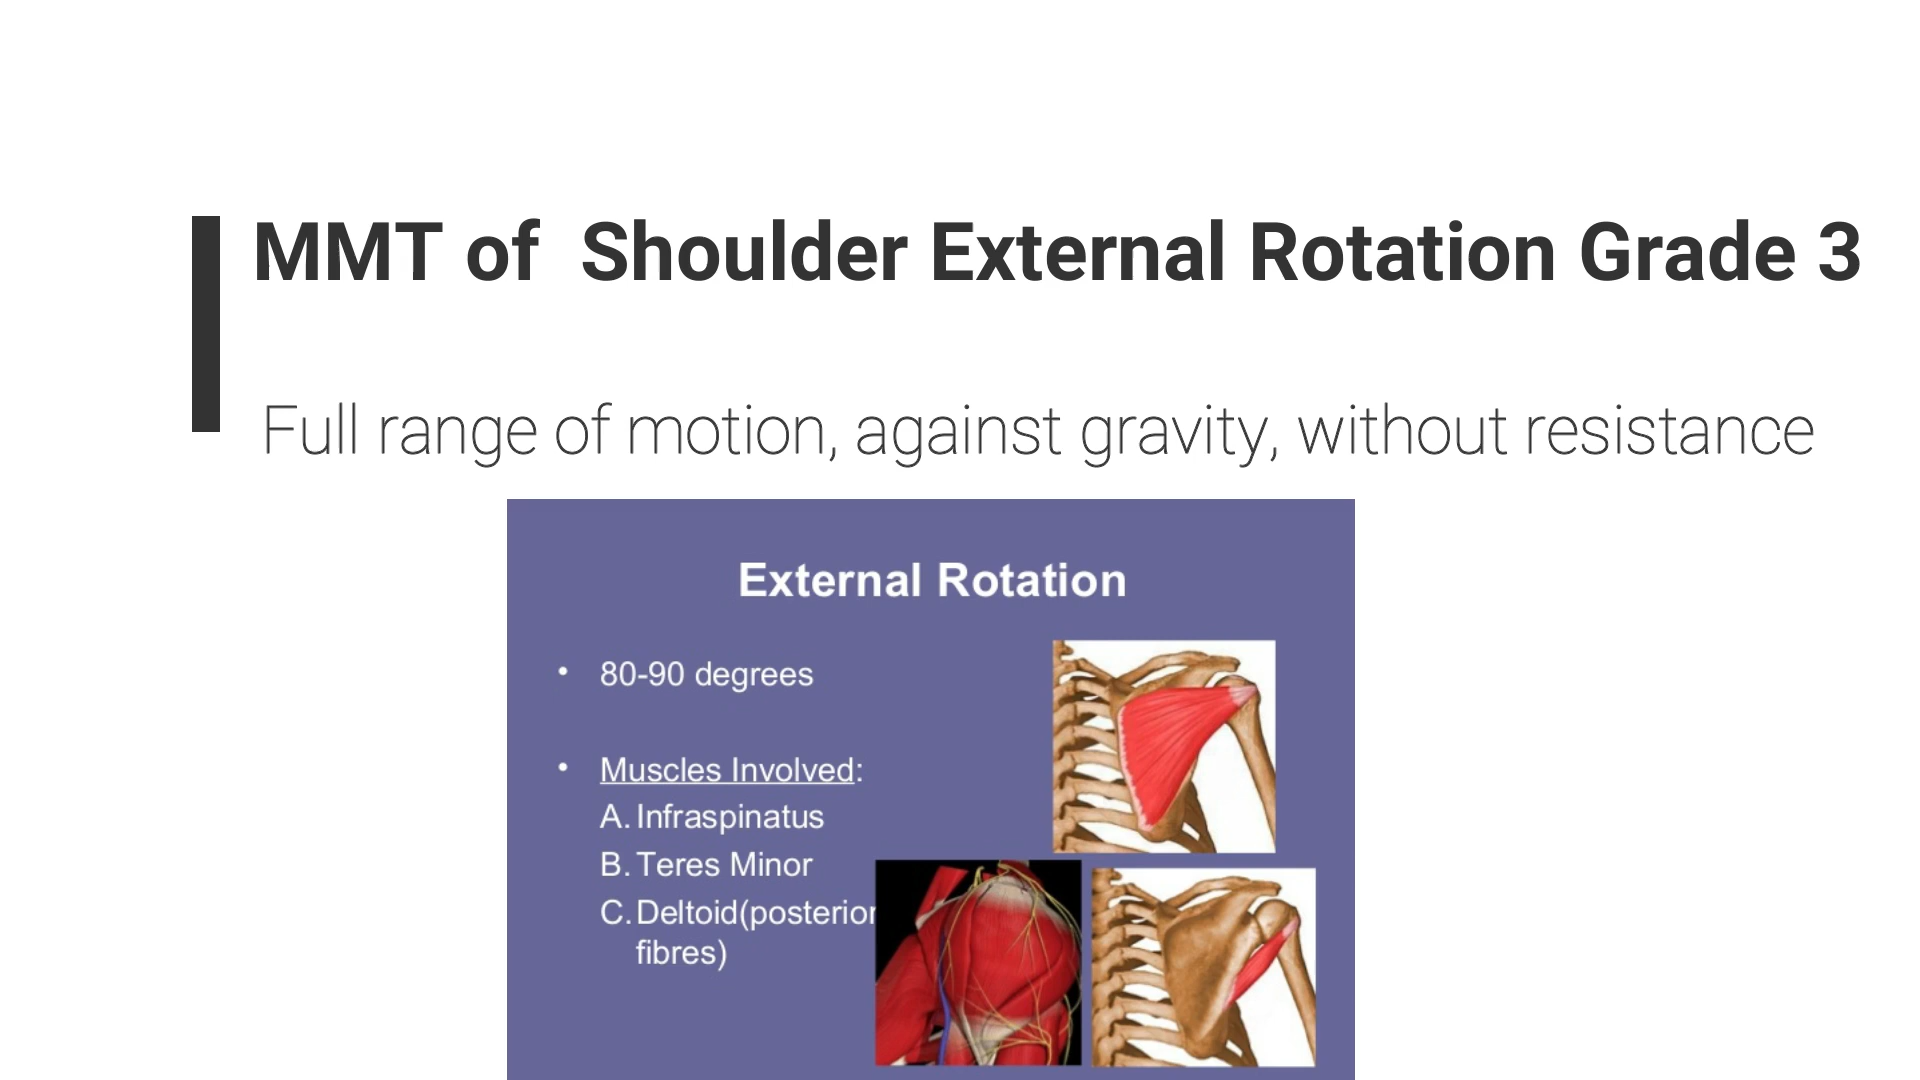 MMT of  Shoulder External Rotation Grade 3
Full range of motion, against gravity, without resistance
External Rotation
• 80-90 degrees
• Muscles Involved:
A. Infraspinatus
B. Teres Minor
C. Deltoid(posterior
fibres)